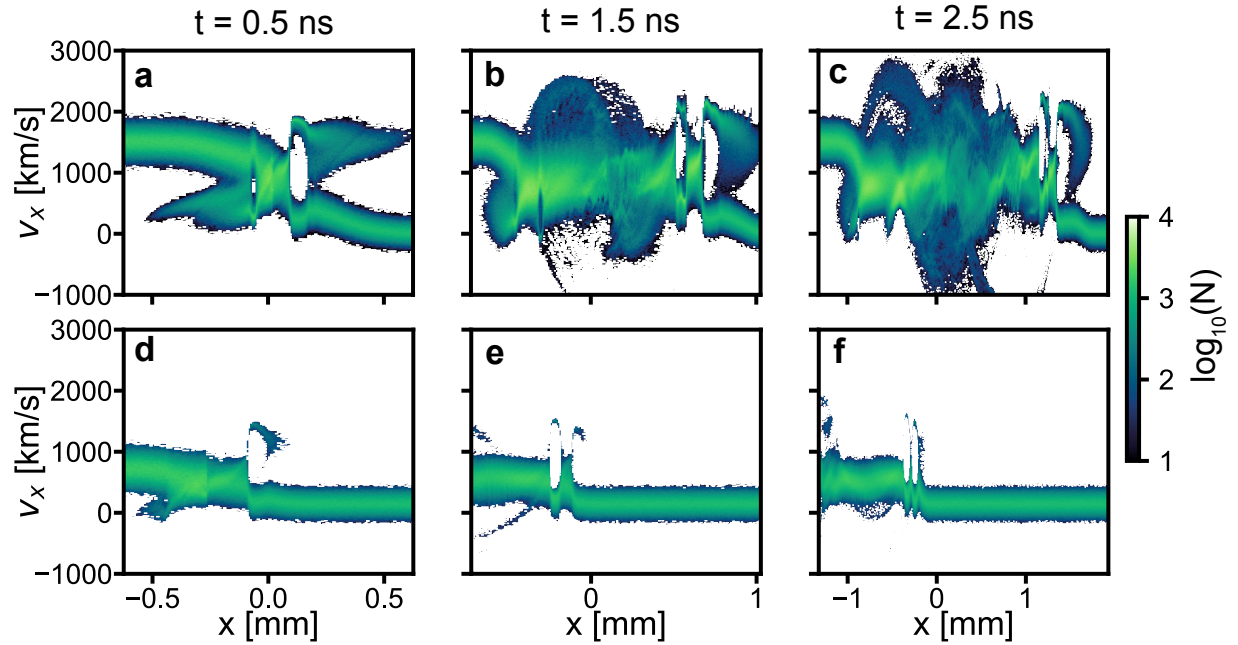 t = 0.5 ns
t = 1.5 ns
t = 2.5 ns
3000
2000
1000
0
−1000
vₓ [km/s]
a
b
c
3000
2000
1000
0
−1000
vₓ [km/s]
d
e
f
−0.5
0.0
0.5
x [mm]
0
1
x [mm]
−1
0
1
x [mm]
4
3
2
1
log₁₀(N)